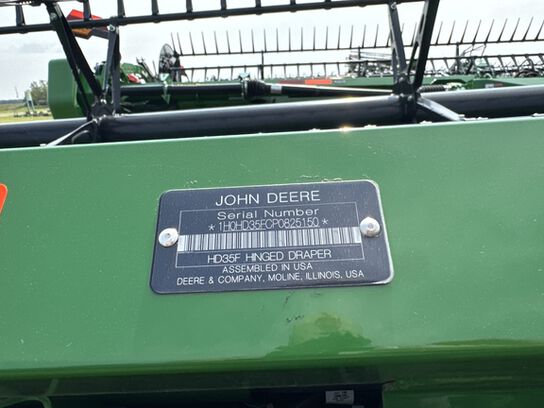 JOHN DEERE
Serial Number
*1H0HD35FCP0825150*
HD35F HINGED DRAPER
ASSEMBLED IN USA
DEERE & COMPANY, MOLINE, ILLINOIS, USA